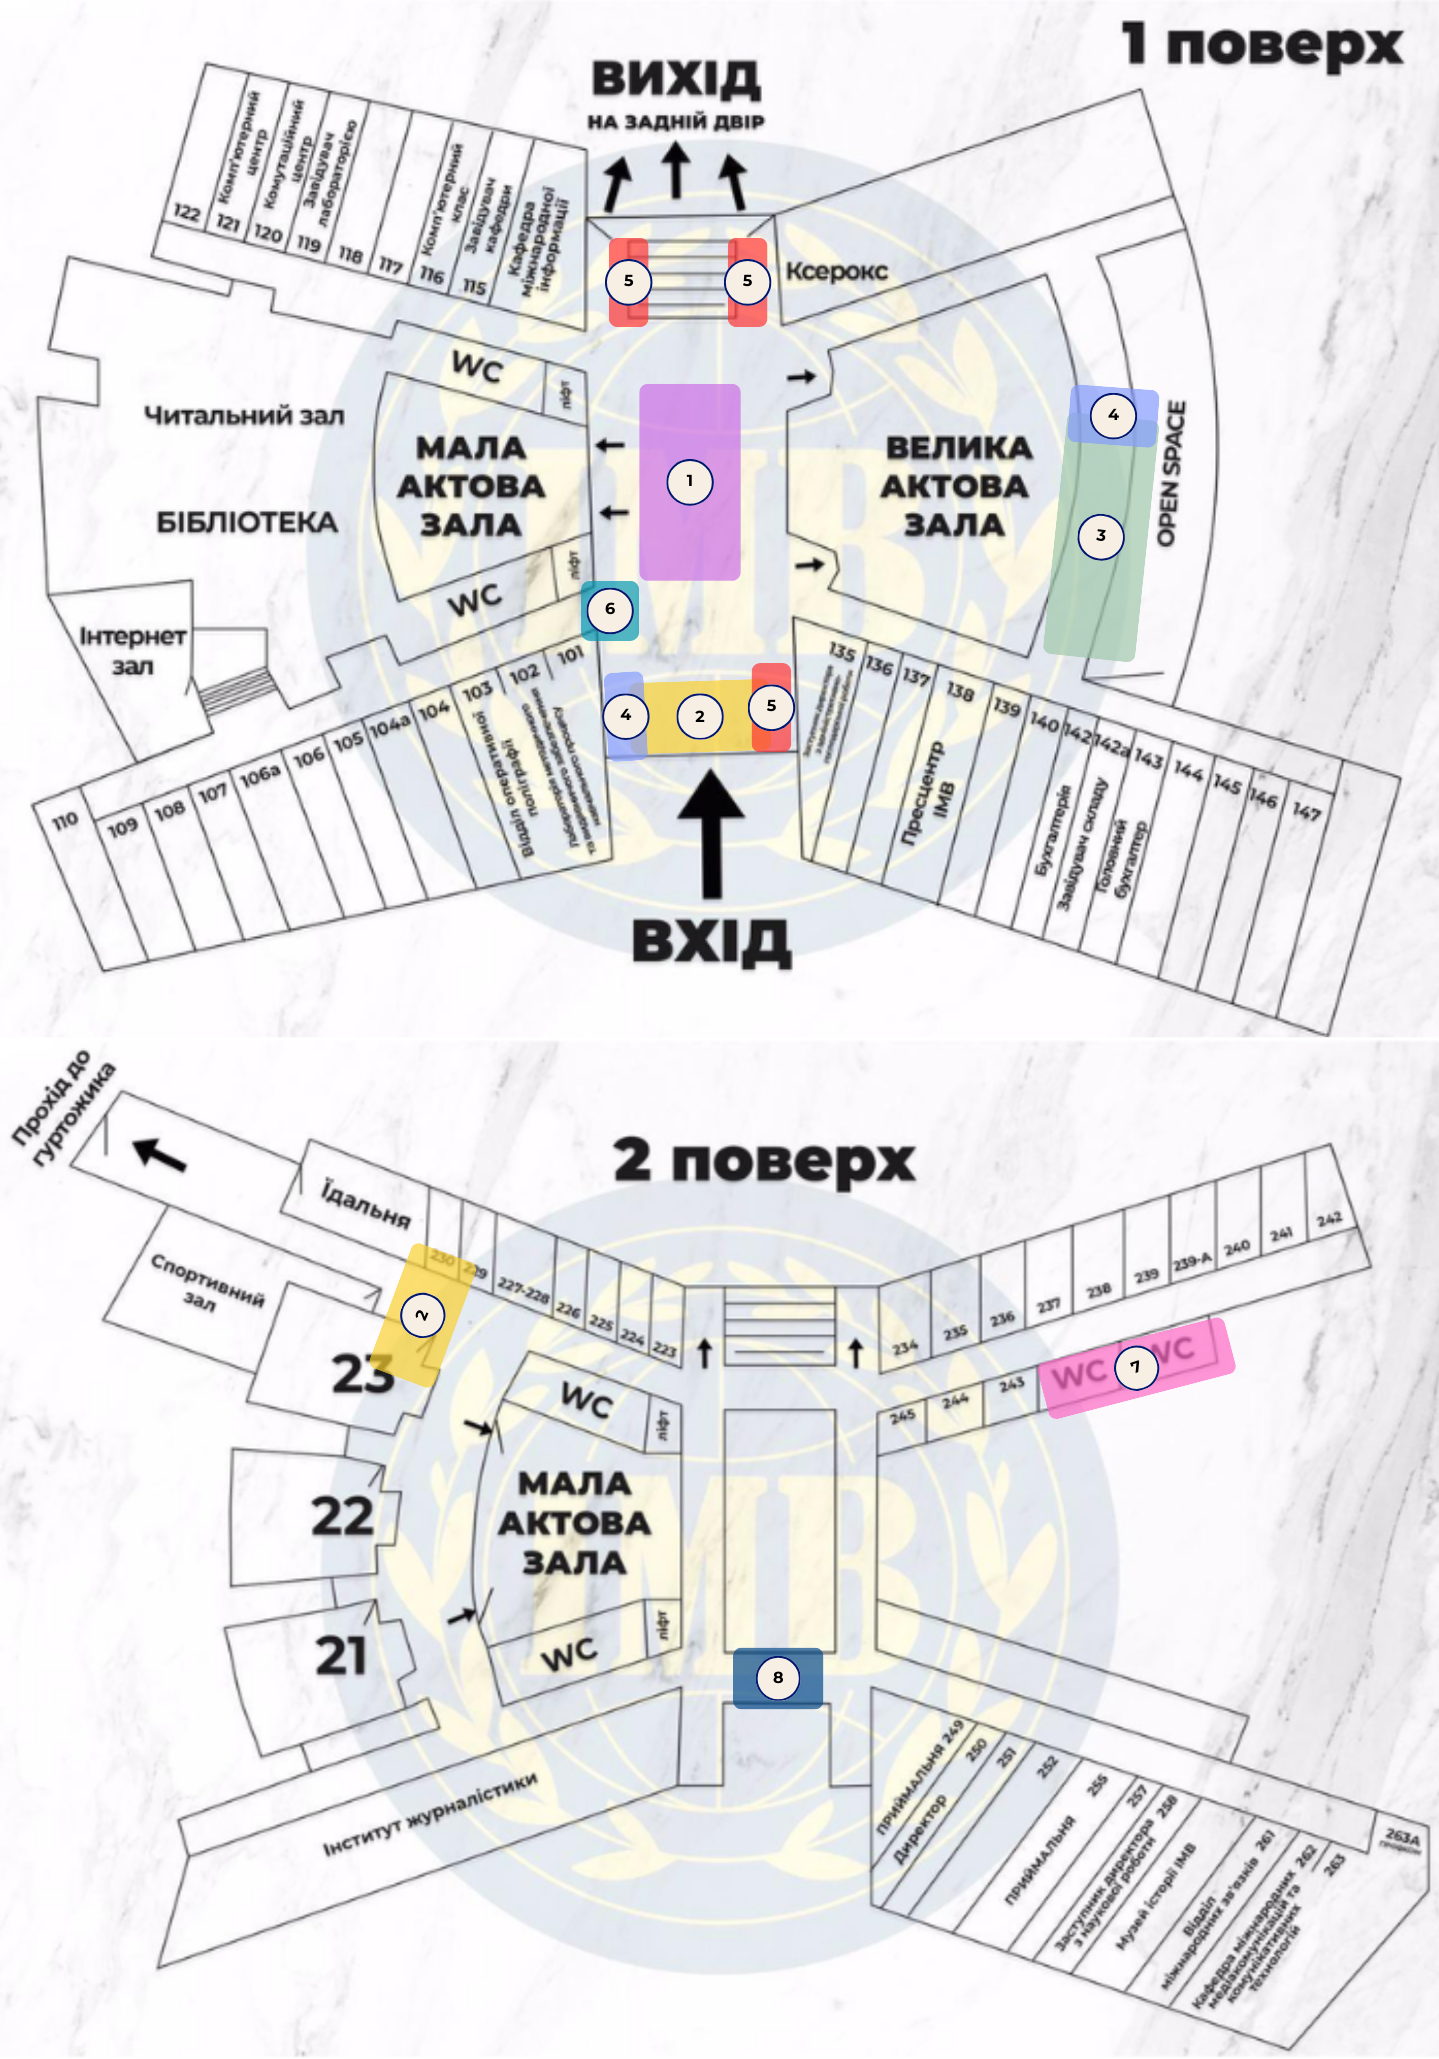 1 поверх
ВИХІД
НА ЗАДНІЙ ДВІР
122
121
Комп'ютерний
центр
120
Комутаційний
центр
119
Завідувач
лабораторією
118
117
116
Комп'ютерний
клас
115
Завідувач
кафедри
Кафедра
міжнародної
інформації
5
5
Ксерокс
WC
ліфт
Читальний зал
БІБЛІОТЕКА
МАЛА
АКТОВА
ЗАЛА
1
ВЕЛИКА
АКТОВА
ЗАЛА
4
3
OPEN SPACE
WC
ліфт
6
Інтернет
зал
4
2
5
110
109
108
107
106а
106
105
104а
104
103
Відділ оперативної
поліграфії
102
101
135
136
137
138
Пресцентр
ІМВ
139
140
Бухгалтерія
142
Завідувач складу
142а
Головний
бухгалтер
143
144
145
146
147
ВХІД
Прохід до
гуртожика
2 поверх
Їдальня
Спортивний
зал
230
229
227-228
226
225
224
223
2
23
22
21
234
235
236
237
238
239
239-А
240
241
242
245
244
243
WC
7
WC
WC
ліфт
МАЛА
АКТОВА
ЗАЛА
WC
ліфт
IMB
8
Інститут журналістики
ПРИЙМАЛЬНЯ 249
Директор
250
251
252
ПРИЙМАЛЬНЯ
255
257
Заступник директора
з наукової роботи
258
Музей історії ІМВ
Відділ
міжнародних зв'язків
261
262
Кафедра міжнародних
медіакомунікацій та
комунікативних
технологій
263
263А